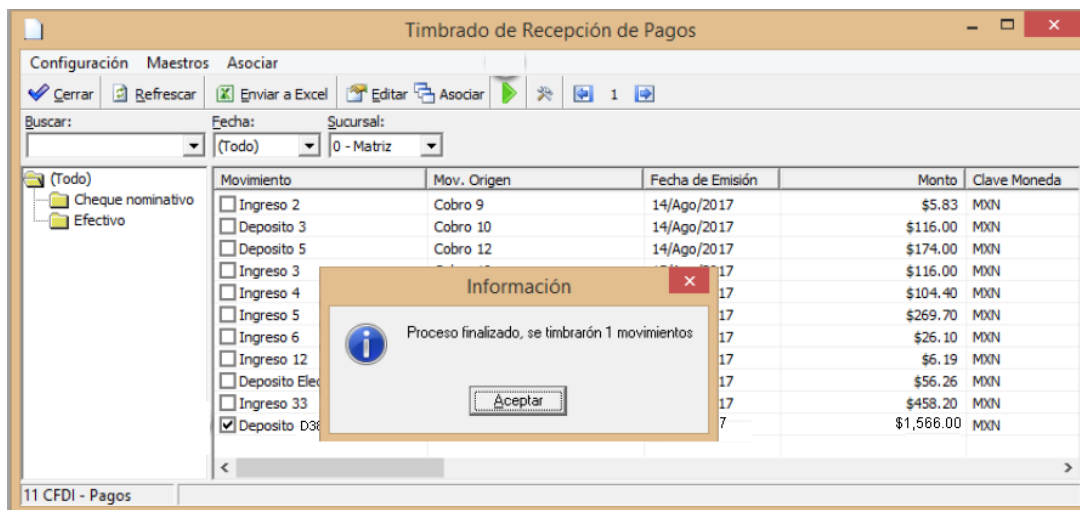 Timbrado de Recepción de Pagos
Configuración Maestros Asociar
Cerrar Refrescar Enviar a Excel Editar Asociar 1
Buscar: Fecha: Sucursal:
(Todo) 0 - Matriz
(Todo)
Cheque nominativo
Efectivo
Movimiento Mov. Origen Fecha de Emisión Monto Clave Moneda
Ingreso 2 Cobro 9 14/Ago/2017 $5.83 MXN
Deposito 3 Cobro 10 14/Ago/2017 $116.00 MXN
Deposito 5 Cobro 12 14/Ago/2017 $174.00 MXN
Ingreso 3 17 $116.00 MXN
Ingreso 4 17 $104.40 MXN
Ingreso 5 17 $269.70 MXN
Ingreso 6 17 $26.10 MXN
Ingreso 12 17 $6.19 MXN
Deposito Elec 17 $56.26 MXN
Ingreso 33 17 $458.20 MXN
Deposito D38 7 $1,566.00 MXN
Información
Proceso finalizado, se timbrarón 1 movimientos
Aceptar
11 CFDI - Pagos